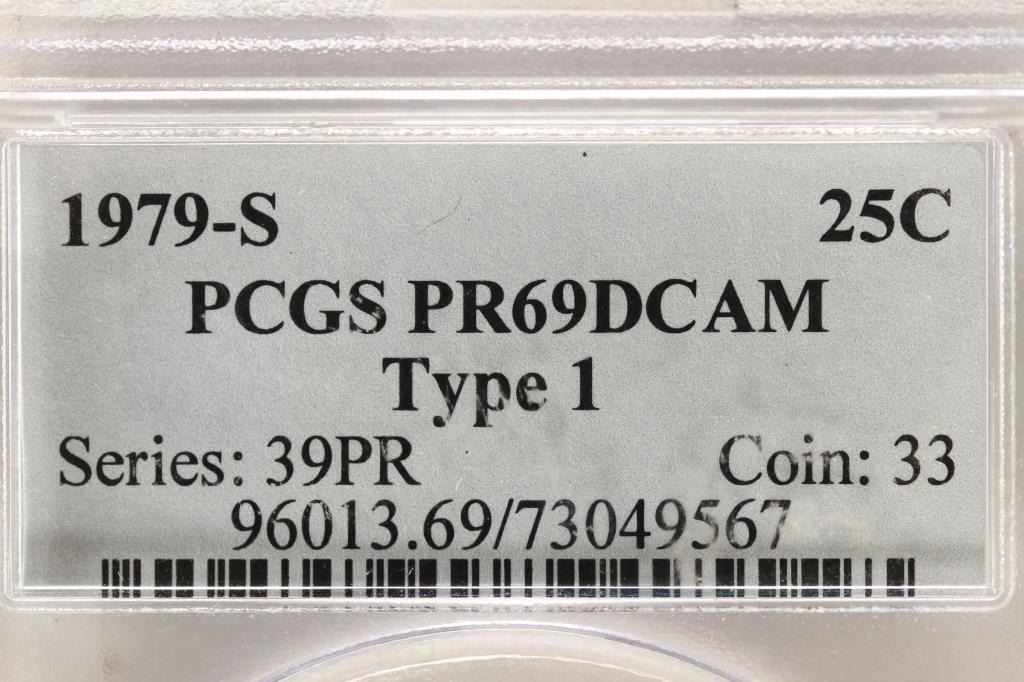 1979-S 25C
PCGS PR69DCAM
Type 1
Series: 39PR Coin: 33
96013.69/73049567